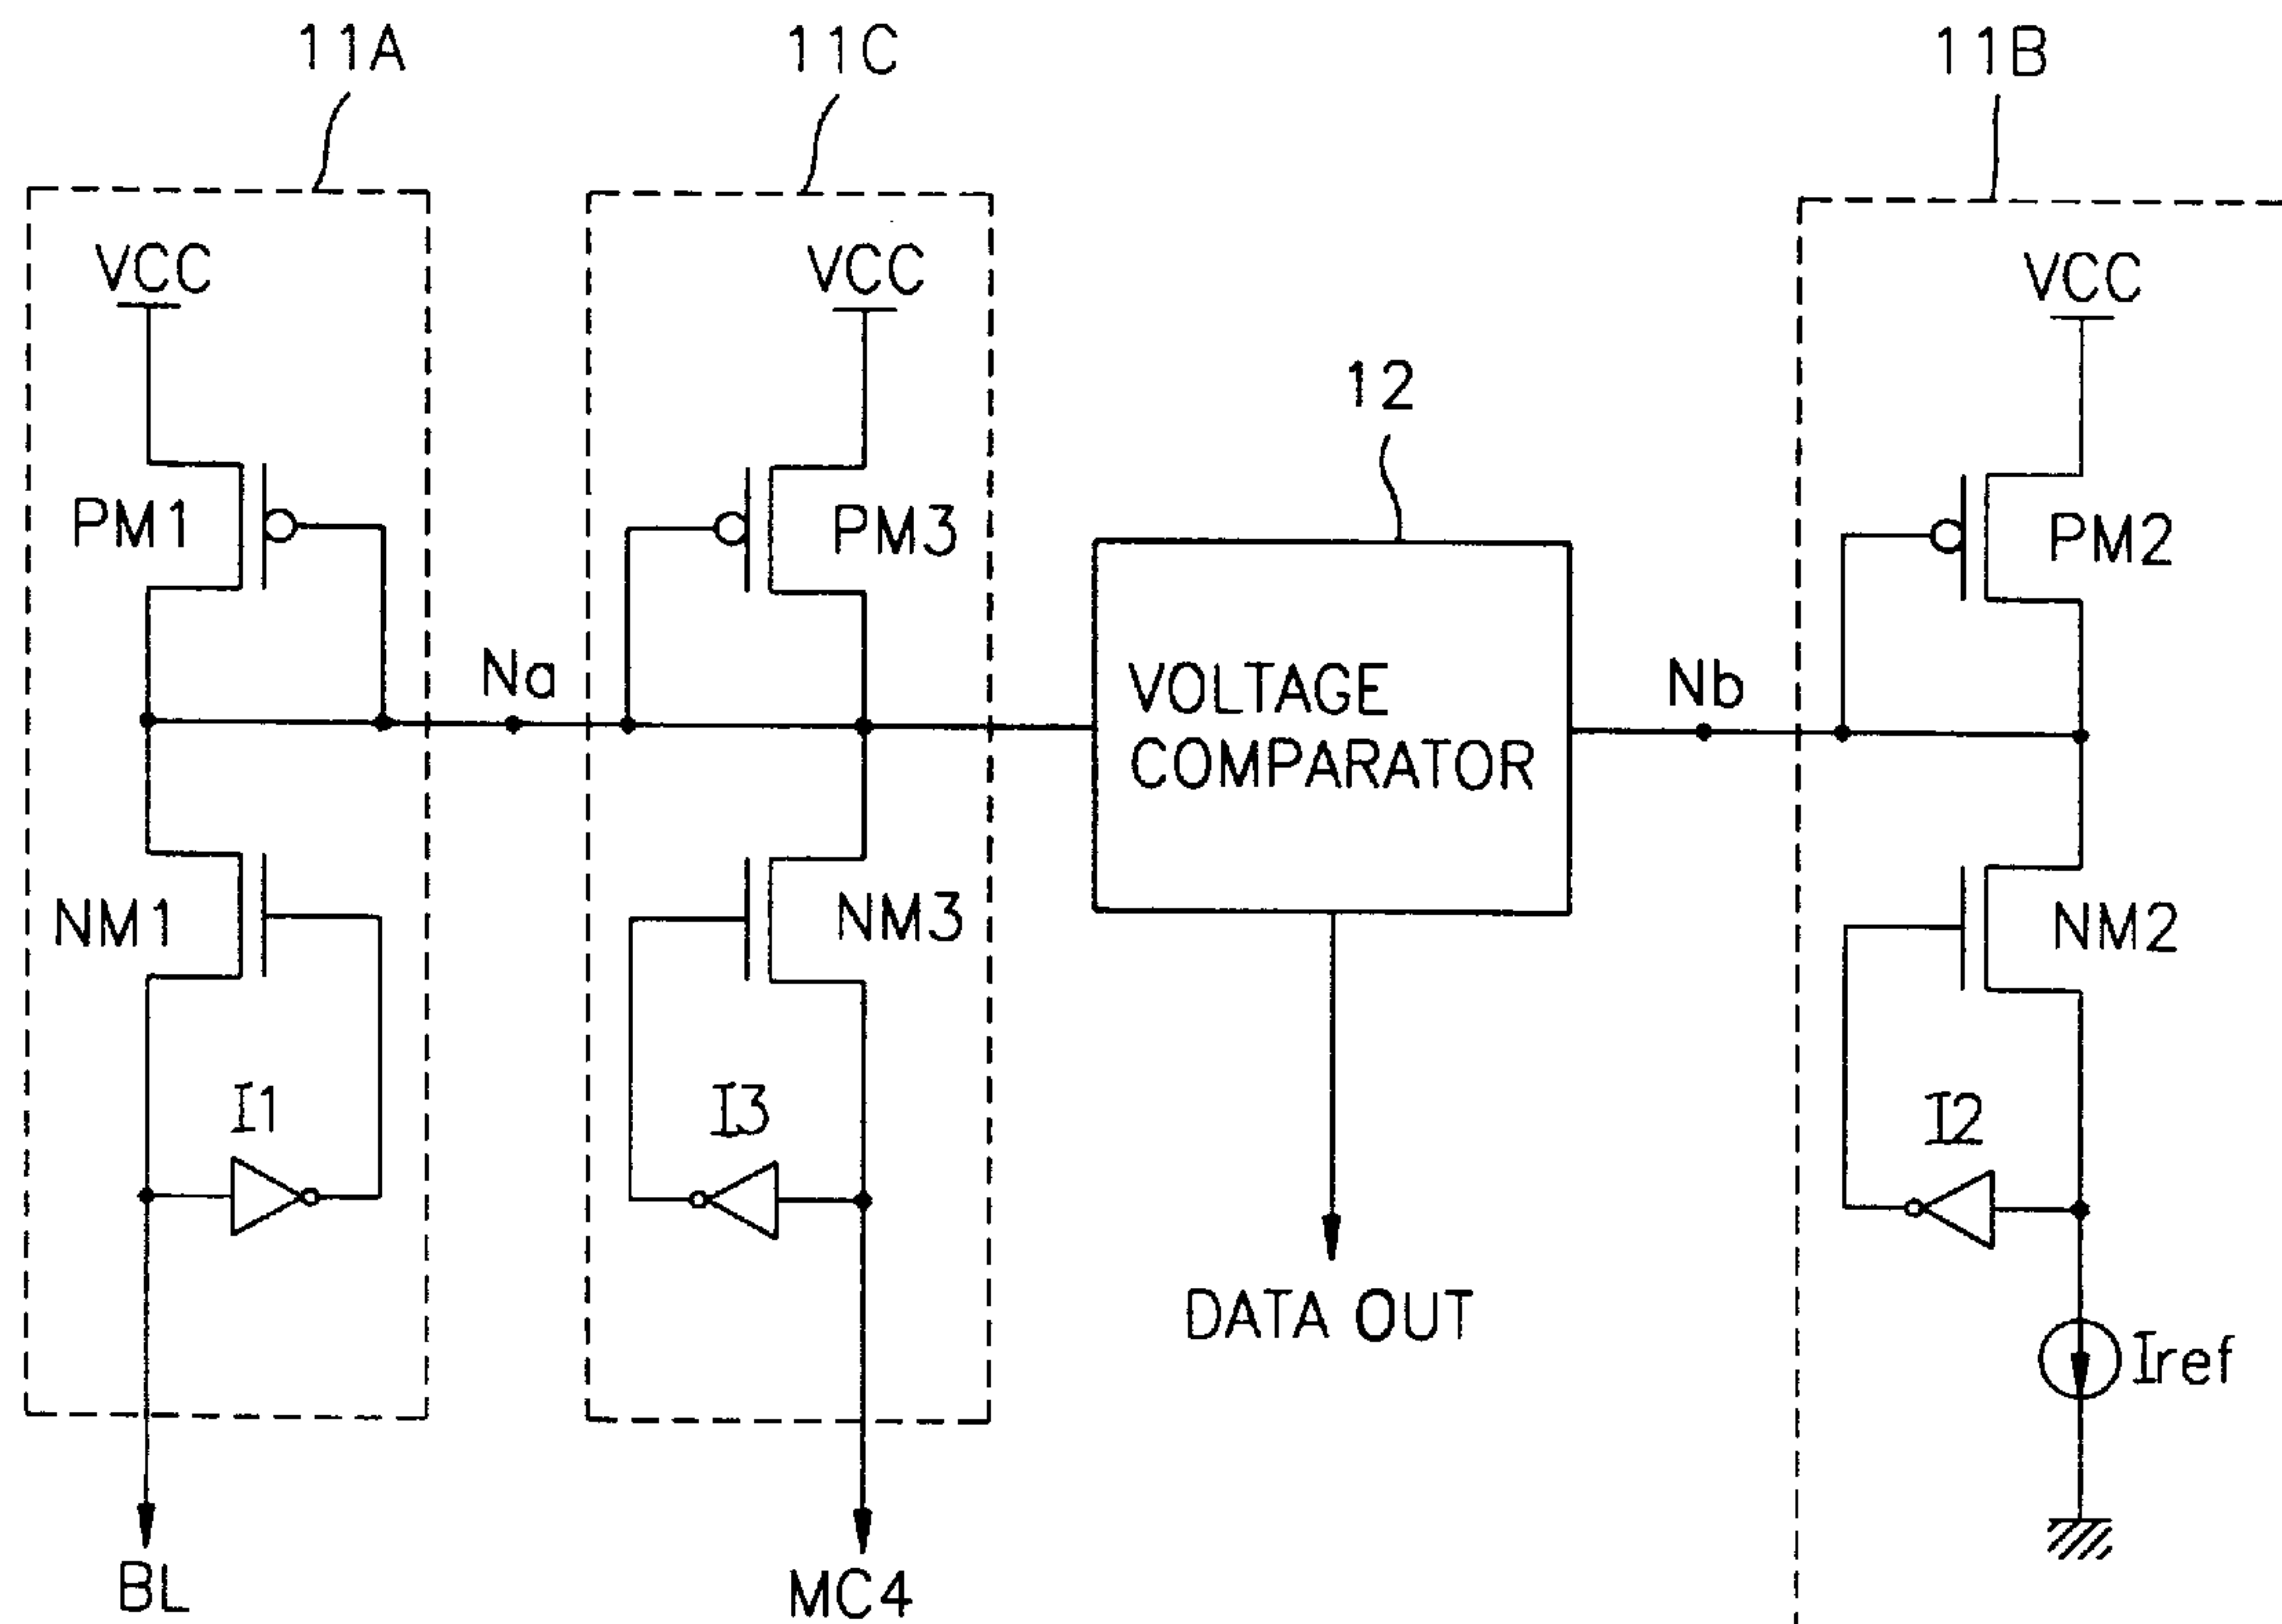 11A
11C
11B
VCC
VCC
VCC
12
PM1
PM3
PM2
Na
VOLTAGE
COMPARATOR
Nb
NM1
NM3
NM2
I1
I3
I2
DATA OUT
Iref
BL
MC4